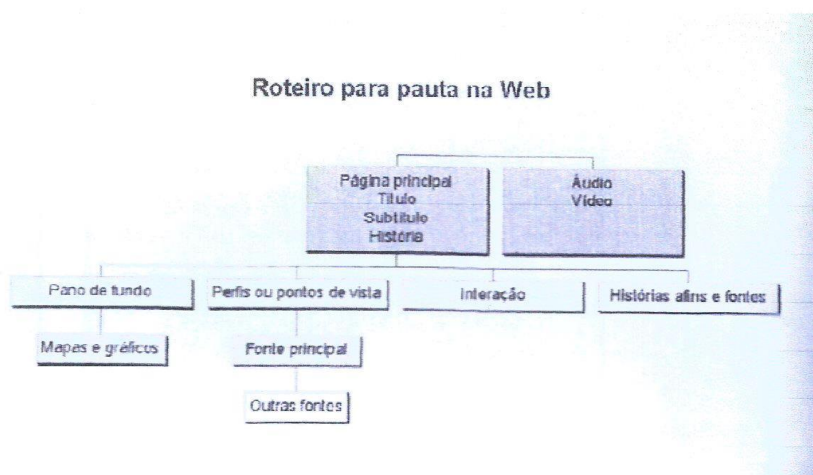 Roteiro para pauta na Web
Página principal
Título
Subtítulo
História
Áudio
Vídeo
Pano de fundo
Perfis ou pontos de vista
Interação
Histórias afins e fontes
Mapas e gráficos
Fonte principal
Outras fontes